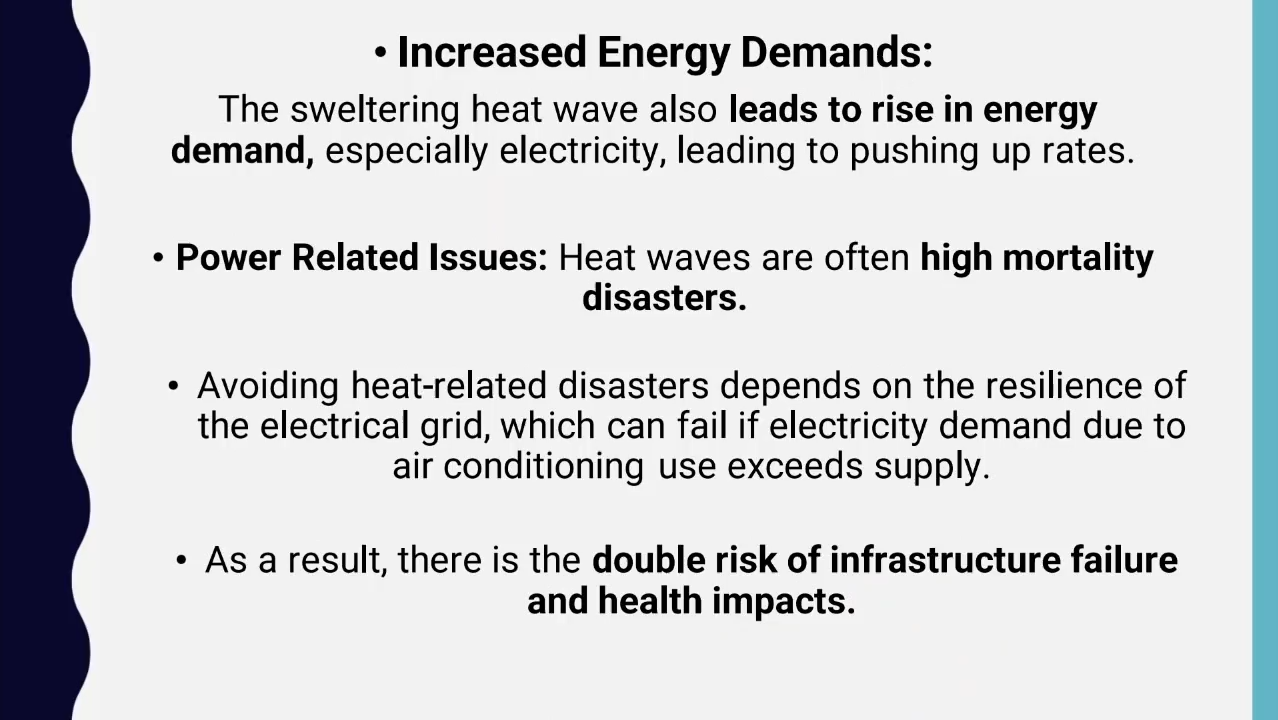 • Increased Energy Demands:
The sweltering heat wave also leads to rise in energy
demand, especially electricity, leading to pushing up rates.
• Power Related Issues: Heat waves are often high mortality
disasters.
• Avoiding heat-related disasters depends on the resilience of
the electrical grid, which can fail if electricity demand due to
air conditioning use exceeds supply.
• As a result, there is the double risk of infrastructure failure
and health impacts.